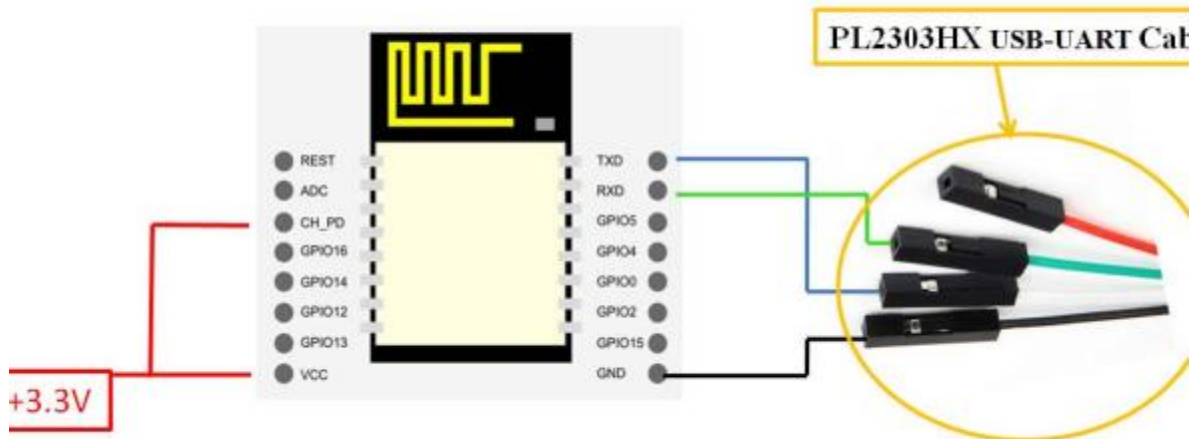 PL2303HX USB-UART Cab
REST
ADC
CH_PD
GPIO16
GPIO14
GPIO12
GPIO13
VCC
TXD
RXD
GPIO5
GPIO4
GPIO0
GPIO2
GPIO15
GND
+3.3V